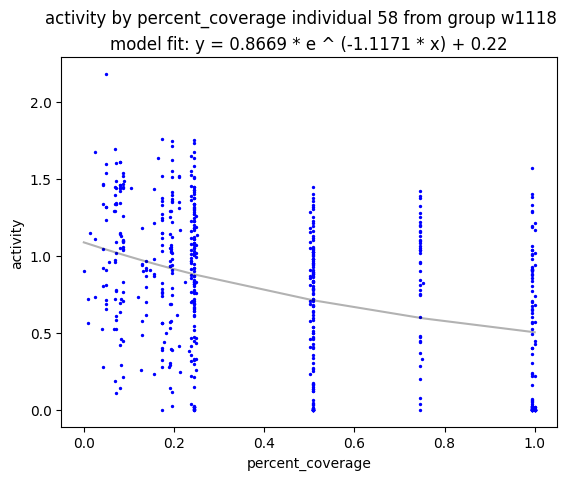 activity by percent_coverage individual 58 from group w1118
model fit: y = 0.8669 * e ^ (-1.1171 * x) + 0.22
2.0
1.5
1.0
0.5
0.0
activity
0.0 0.2 0.4 0.6 0.8 1.0
percent_coverage